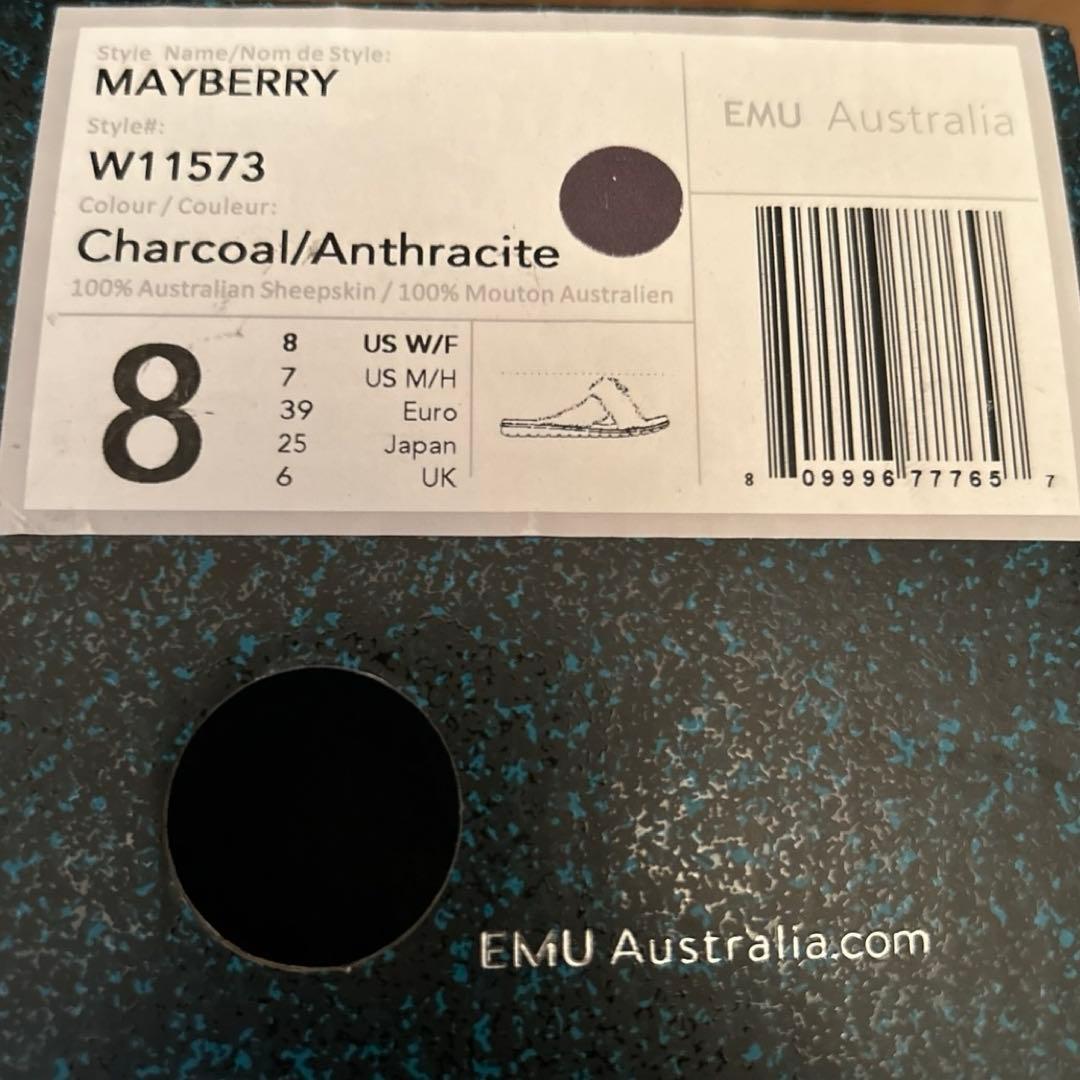 Style Name/Nom de Style:
MAYBERRY
Style#:
W11573
Colour / Couleur:
Charcoal/Anthracite
100% Australian Sheepskin / 100% Mouton Australien
8
8 US W/F
7 US M/H
39 Euro
25 Japan
6 UK
EMU Australia
8 09996 77765 7
EMU Australia.com